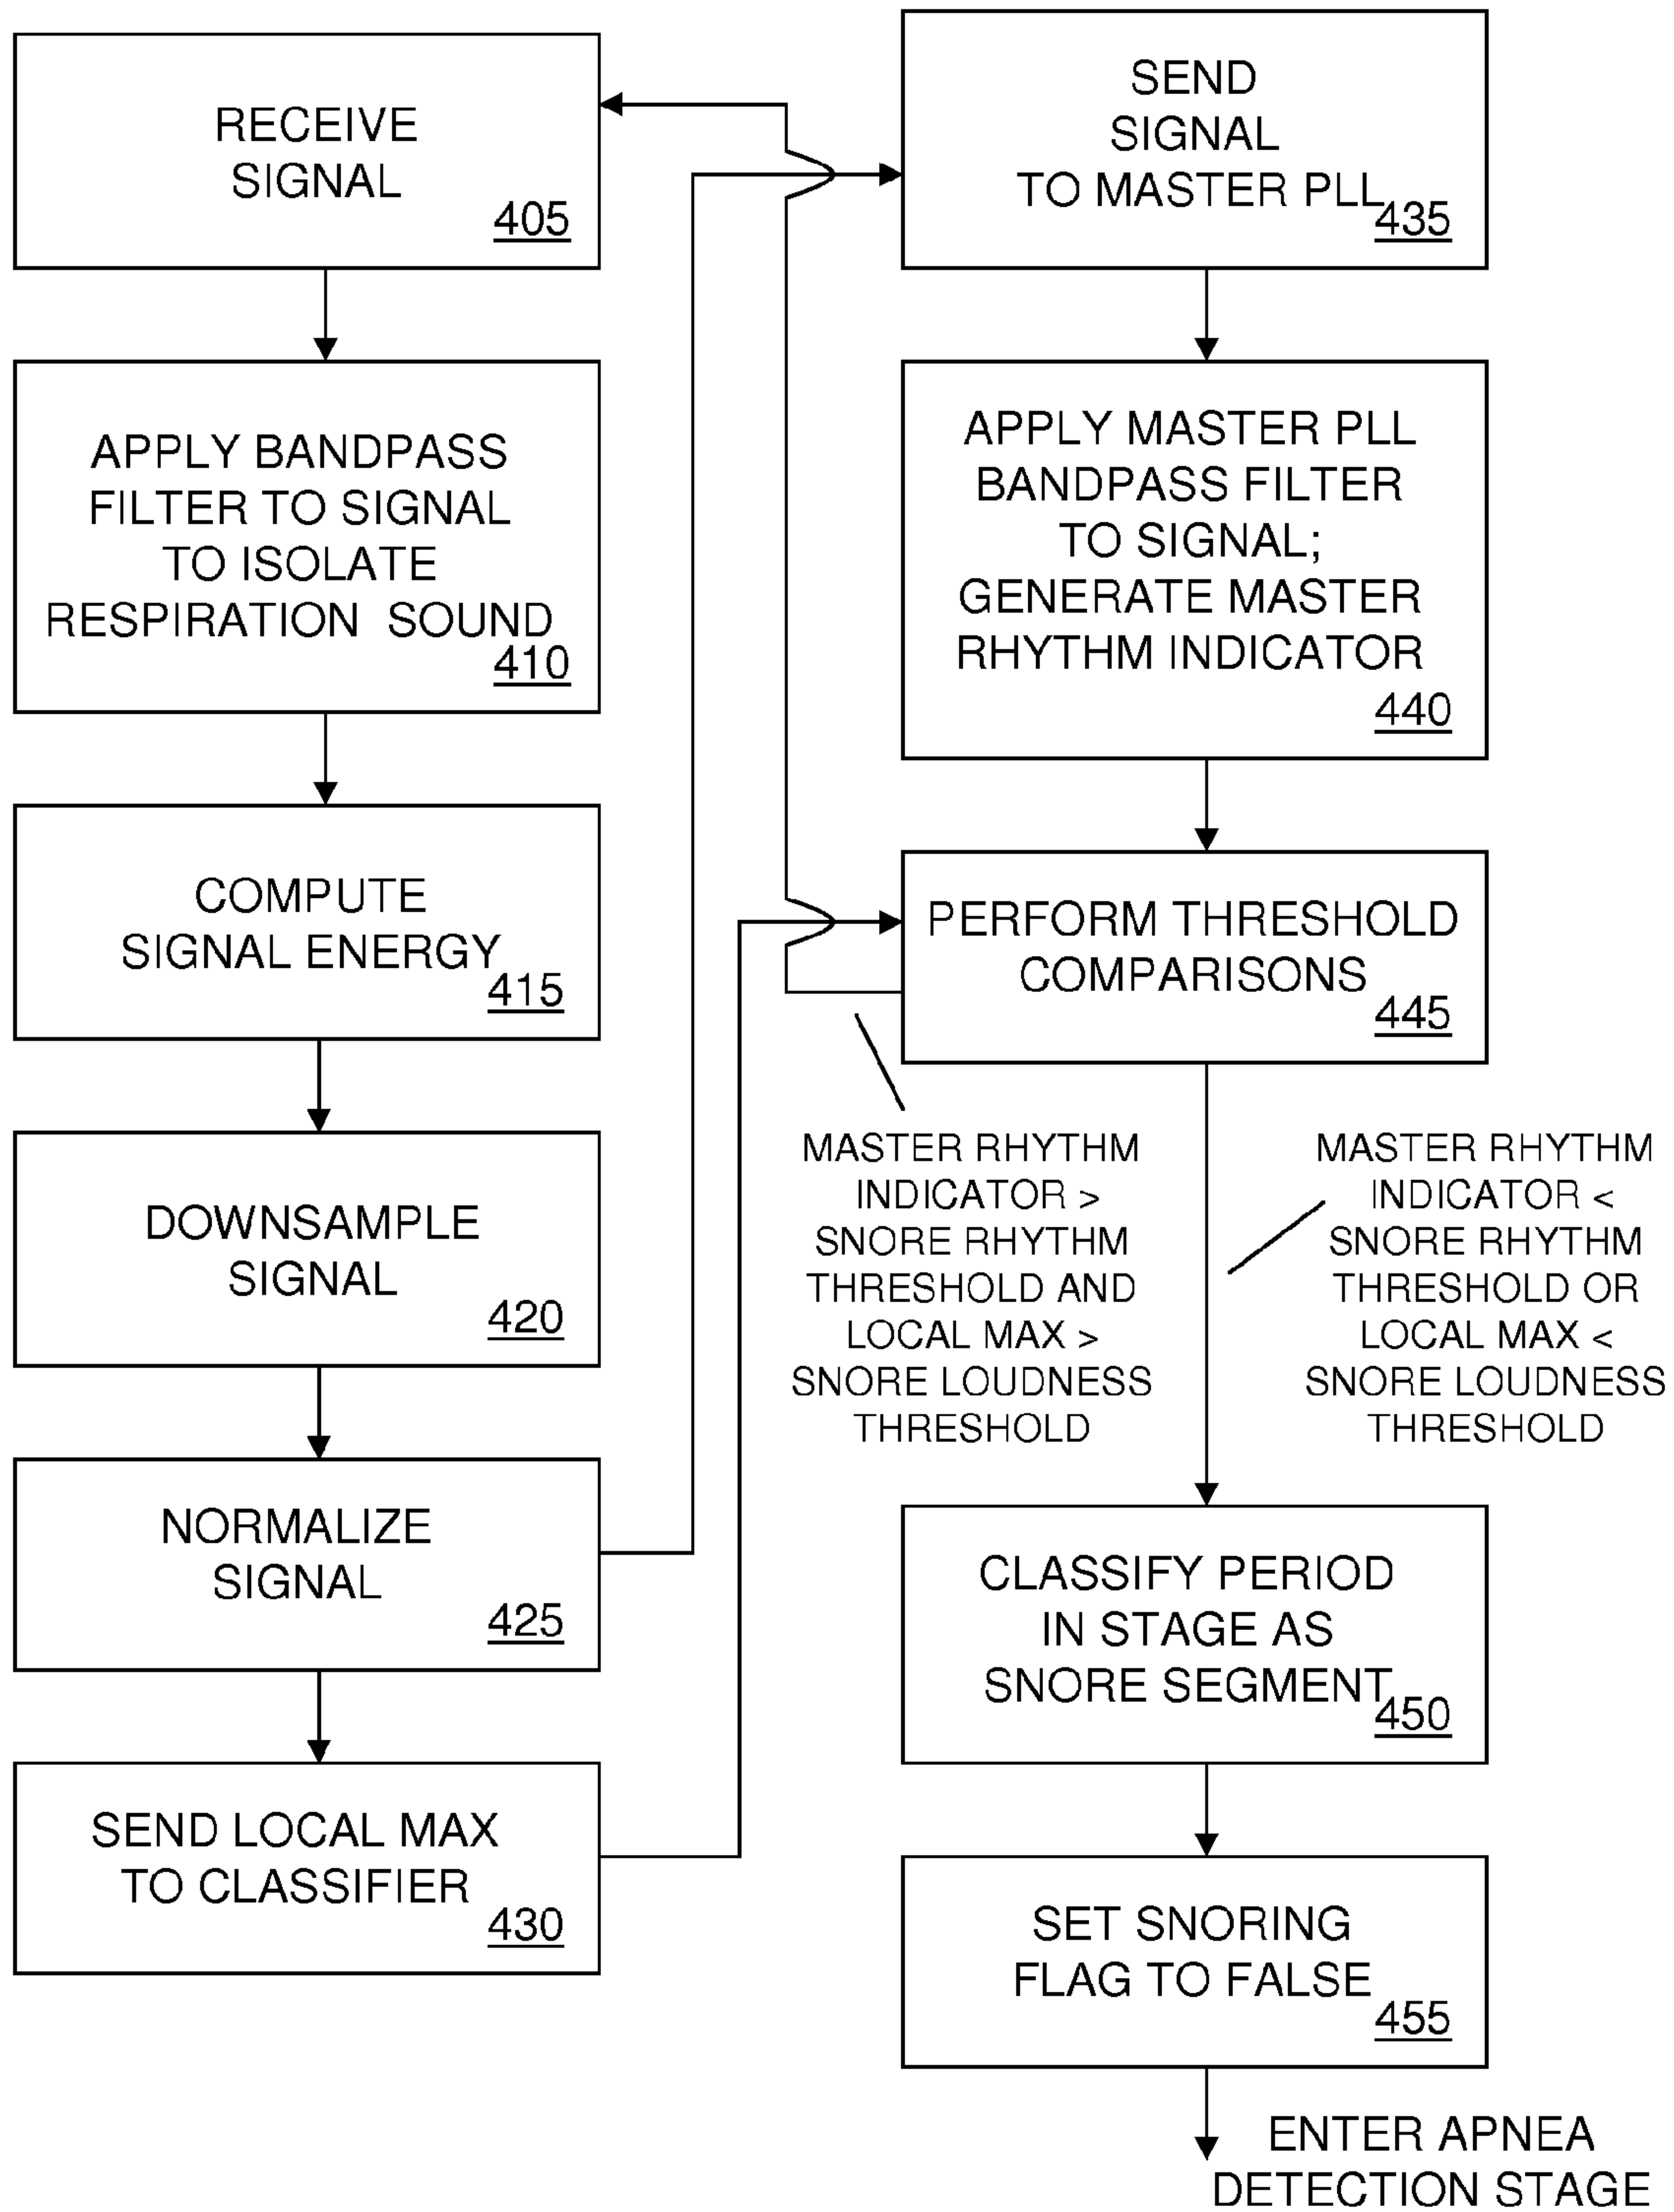 RECEIVE
SIGNAL
405
APPLY BANDPASS
FILTER TO SIGNAL
TO ISOLATE
RESPIRATION SOUND
410
COMPUTE
SIGNAL ENERGY
415
DOWNSAMPLE
SIGNAL
420
NORMALIZE
SIGNAL
425
SEND LOCAL MAX
TO CLASSIFIER
430
SEND
SIGNAL
TO MASTER PLL
435
APPLY MASTER PLL
BANDPASS FILTER
TO SIGNAL;
GENERATE MASTER
RHYTHM INDICATOR
440
PERFORM THRESHOLD
COMPARISONS
445
MASTER RHYTHM
INDICATOR >
SNORE RHYTHM
THRESHOLD AND
LOCAL MAX >
SNORE LOUDNESS
THRESHOLD
MASTER RHYTHM
INDICATOR <
SNORE RHYTHM
THRESHOLD OR
LOCAL MAX <
SNORE LOUDNESS
THRESHOLD
CLASSIFY PERIOD
IN STAGE AS
SNORE SEGMENT
450
SET SNORING
FLAG TO FALSE
455
ENTER APNEA
DETECTION STAGE